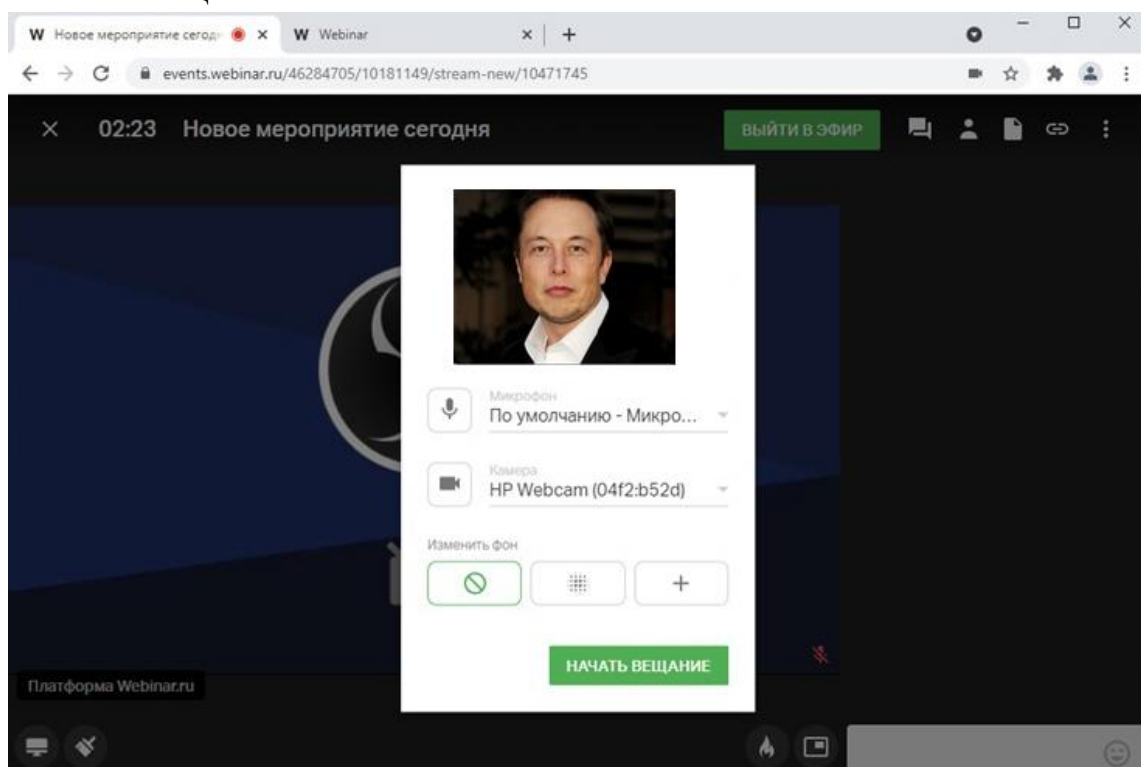 W Новое мероприятие сегод
W Webinar
events.webinar.ru/46284705/10181149/stream-new/10471745
02:23 Новое мероприятие сегодня
ВЫЙТИ В ЭФИР
Микрофон
По умолчанию - Микро...
Камера
HP Webcam (04f2:b52d)
Изменить фон
НАЧАТЬ ВЕЩАНИЕ
Платформа Webinar.ru